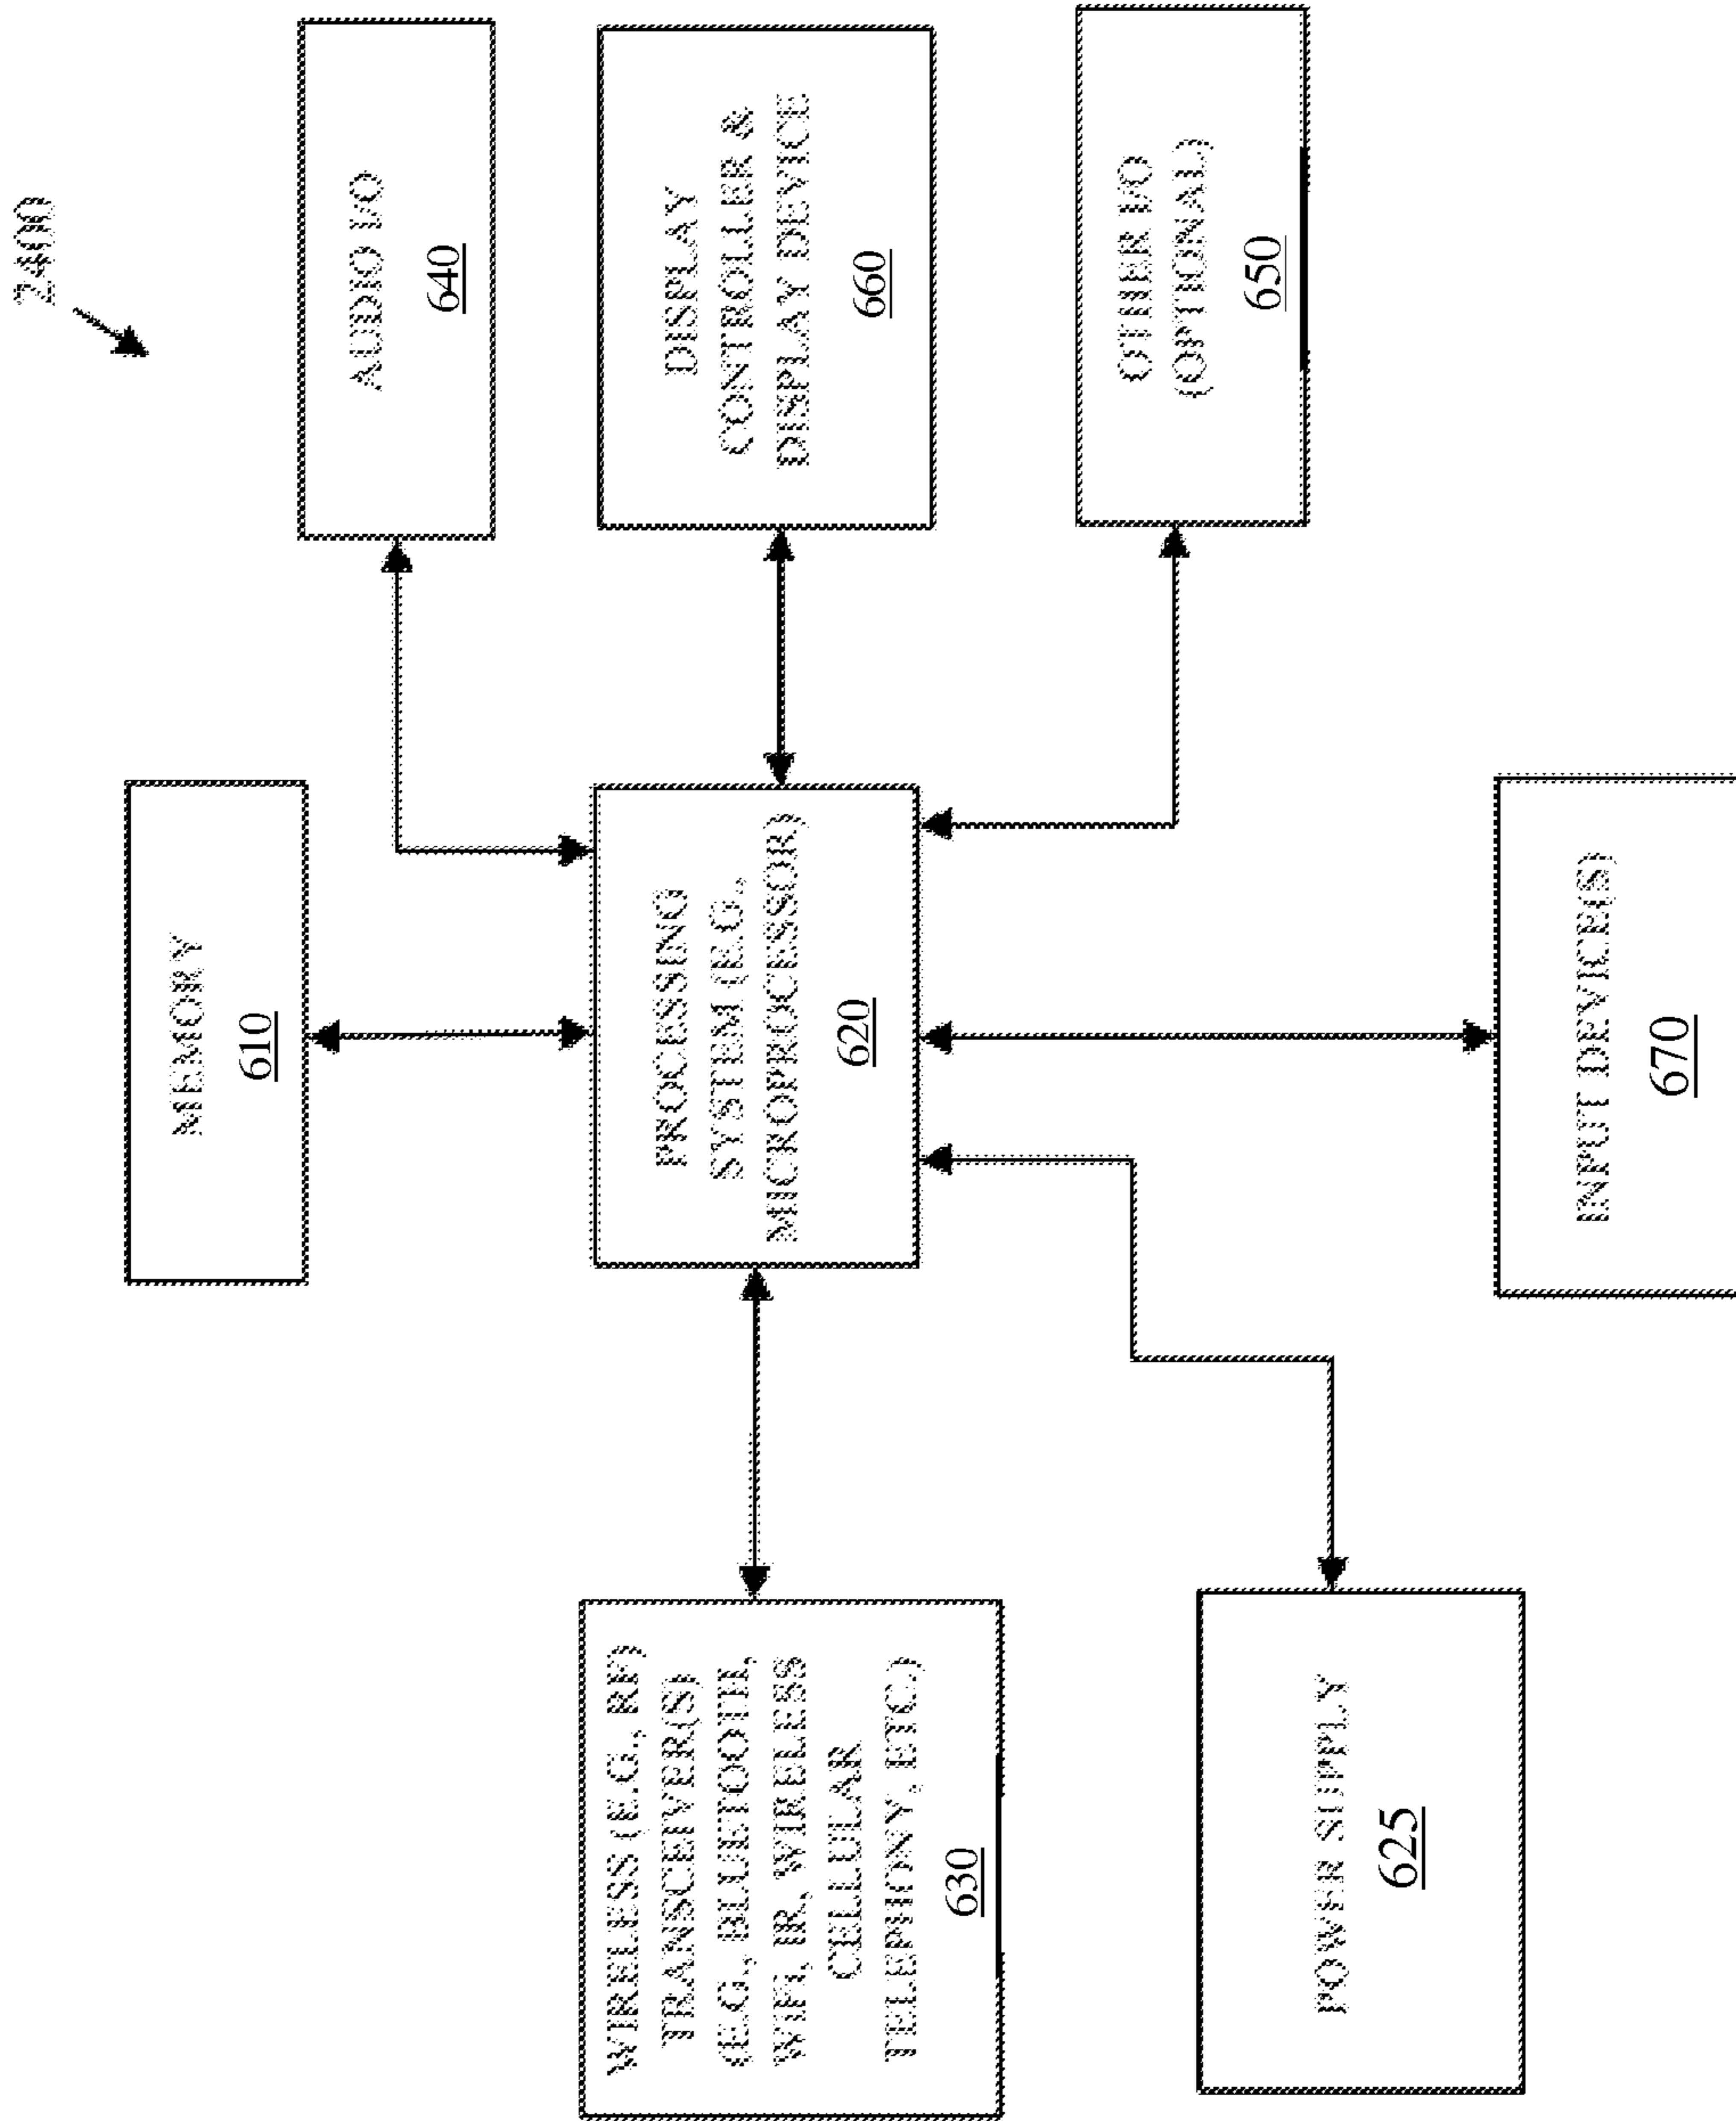 2400
MEMORY
610
AUDIO I/O
640
PROCESSING
SYSTEM (E.G.,
MICROPROCESSOR)
620
DISPLAY
CONTROLLER &
DISPLAY DEVICE
660
WIRELESS (E.G., RF)
TRANSCEIVER(S)
(E.G., BLUETOOTH,
WIFI, IR, WIRELESS
CELLULAR
TELEPHONY, ETC.)
630
OTHER I/O
(OPTIONAL)
650
POWER SUPPLY
625
INPUT DEVICE(S)
670